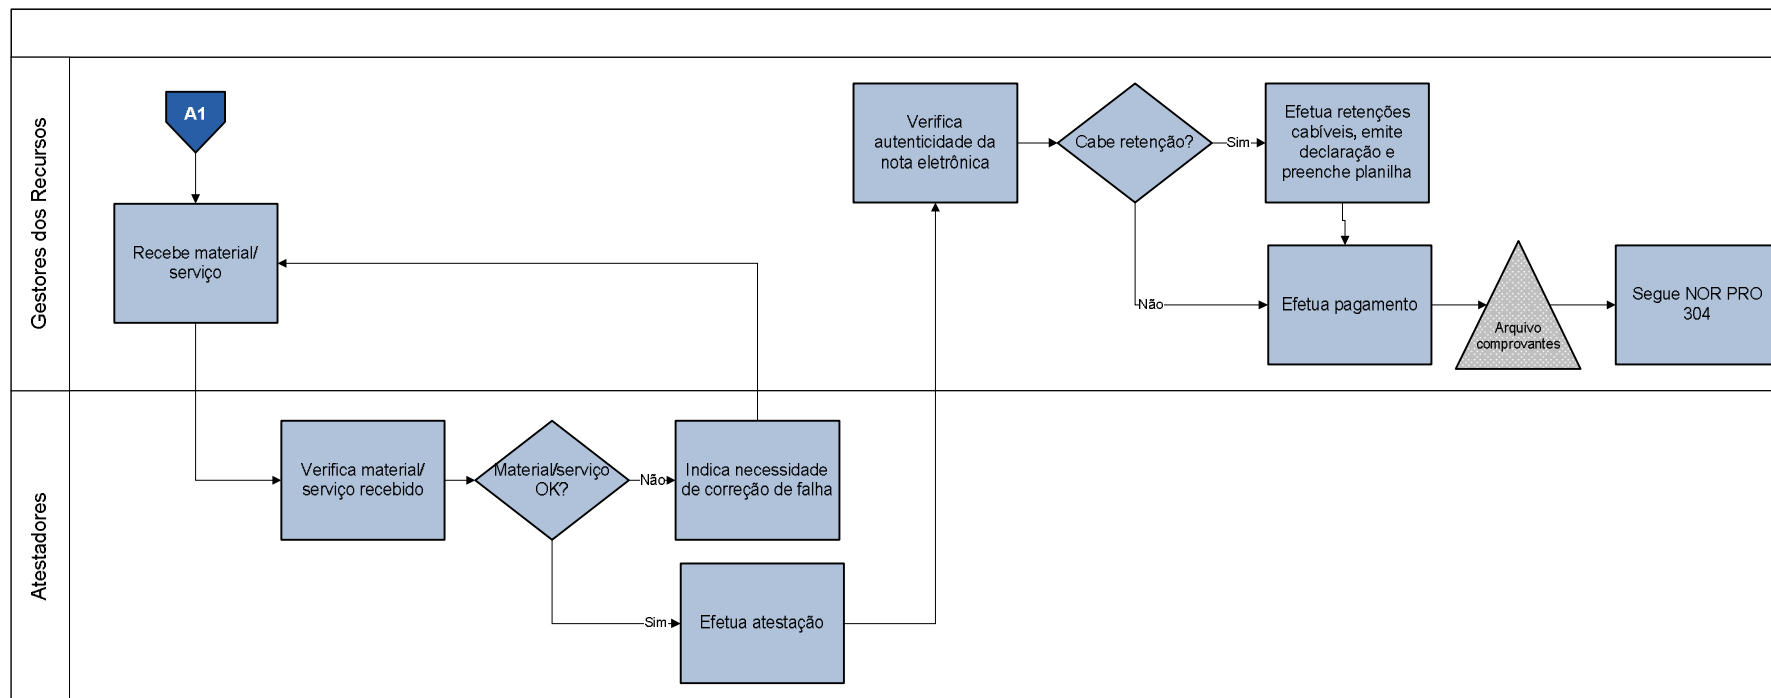 Gestores dos Recursos
A1
Recebe material/
serviço
Verifica
autenticidade da
nota eletrônica
Cabe retenção?
Sim
Efetua retenções
cabíveis, emite
declaração e
preenche planilha
Não
Efetua pagamento
Arquivo
comprovantes
Segue NOR PRO
304
Atestadores
Verifica material/
serviço recebido
Material/serviço
OK?
Não
Indica necessidade
de correção de falha
Sim
Efetua atestação